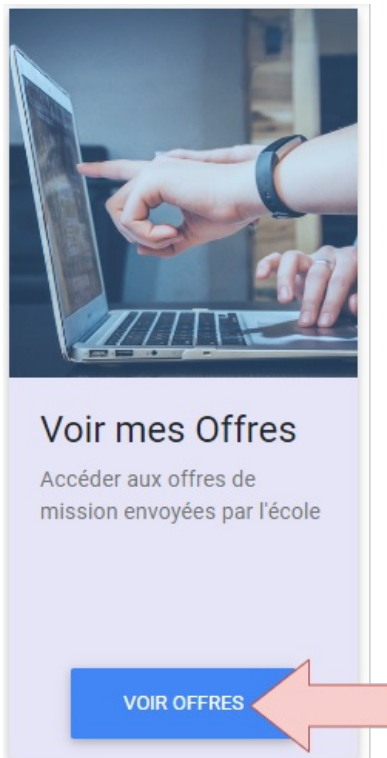 Voir mes Offres
Accéder aux offres de
mission envoyées par l'école
VOIR OFFRES